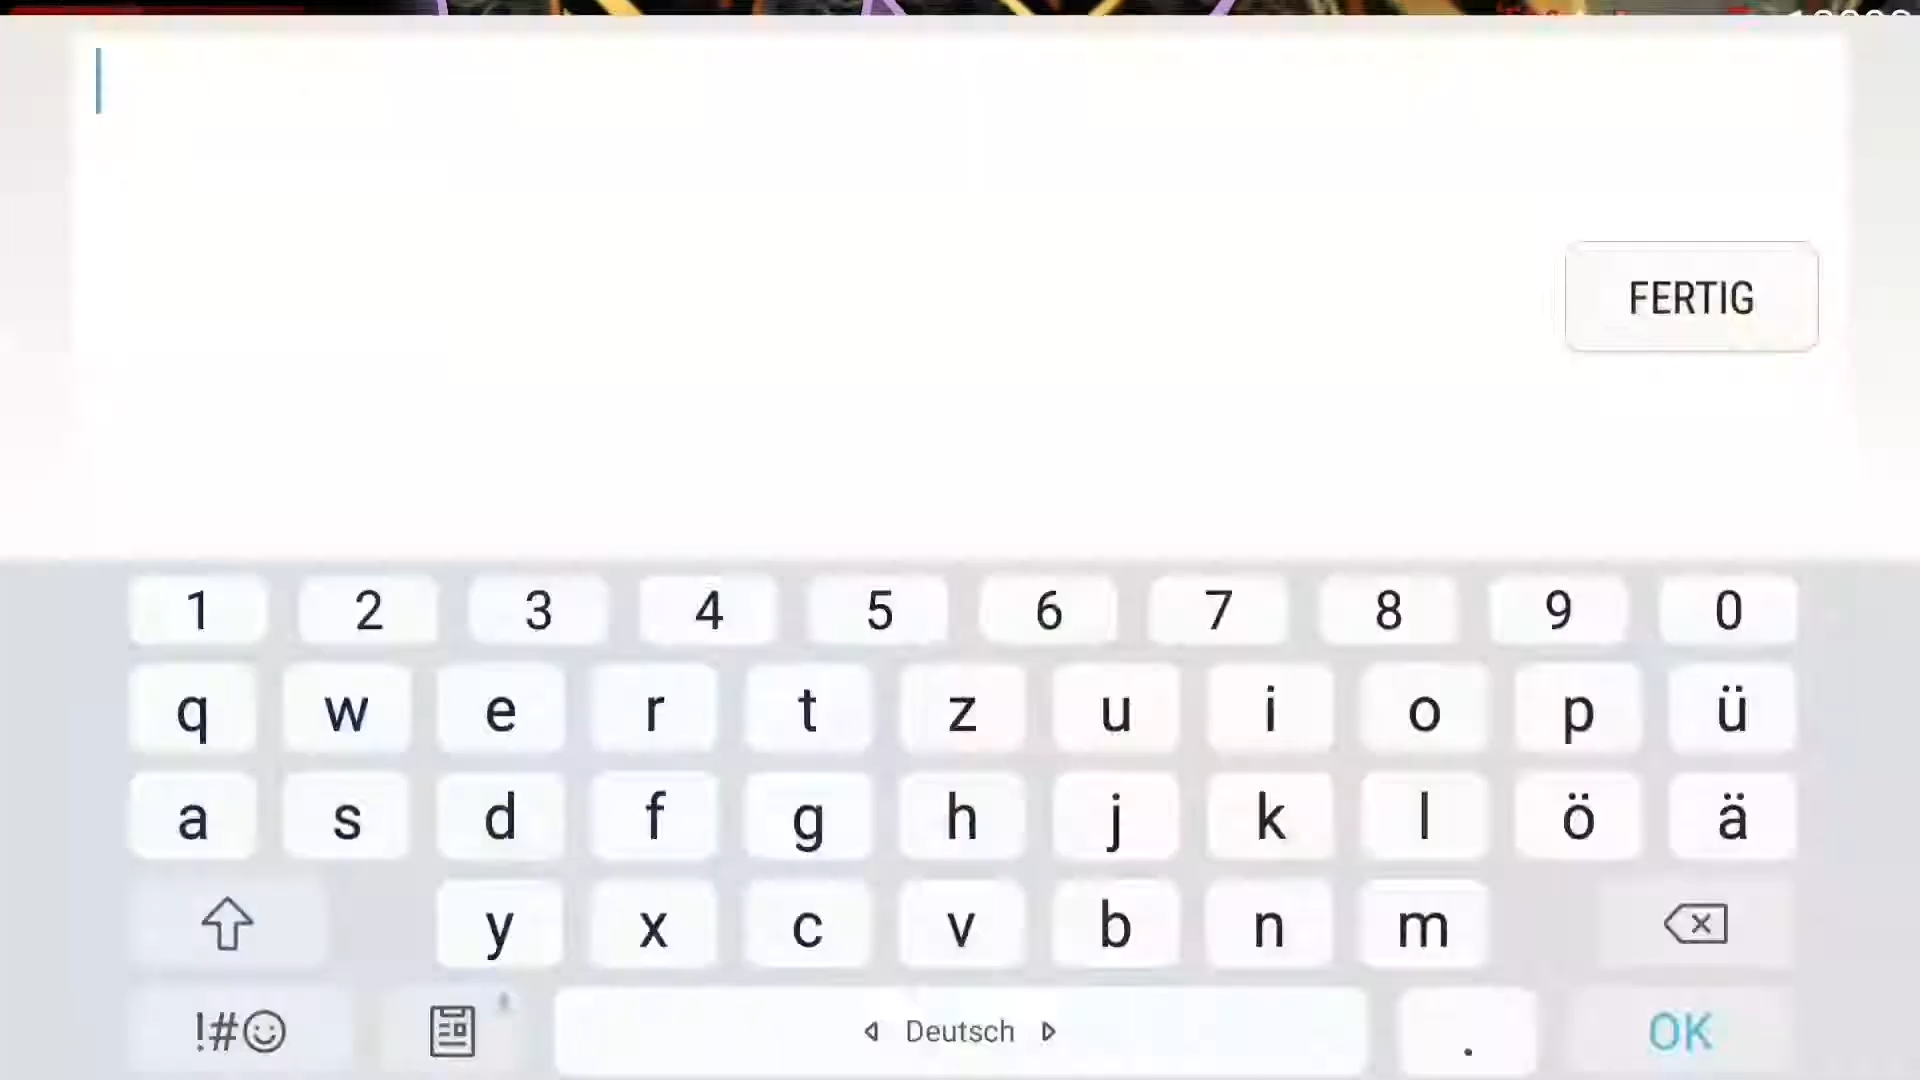 FERTIG
1 2 3 4 5 6 7 8 9 0
q w e r t z u i o p ü
a s d f g h j k l ö ä
y x c v b n m
!#☺ Deutsch . OK